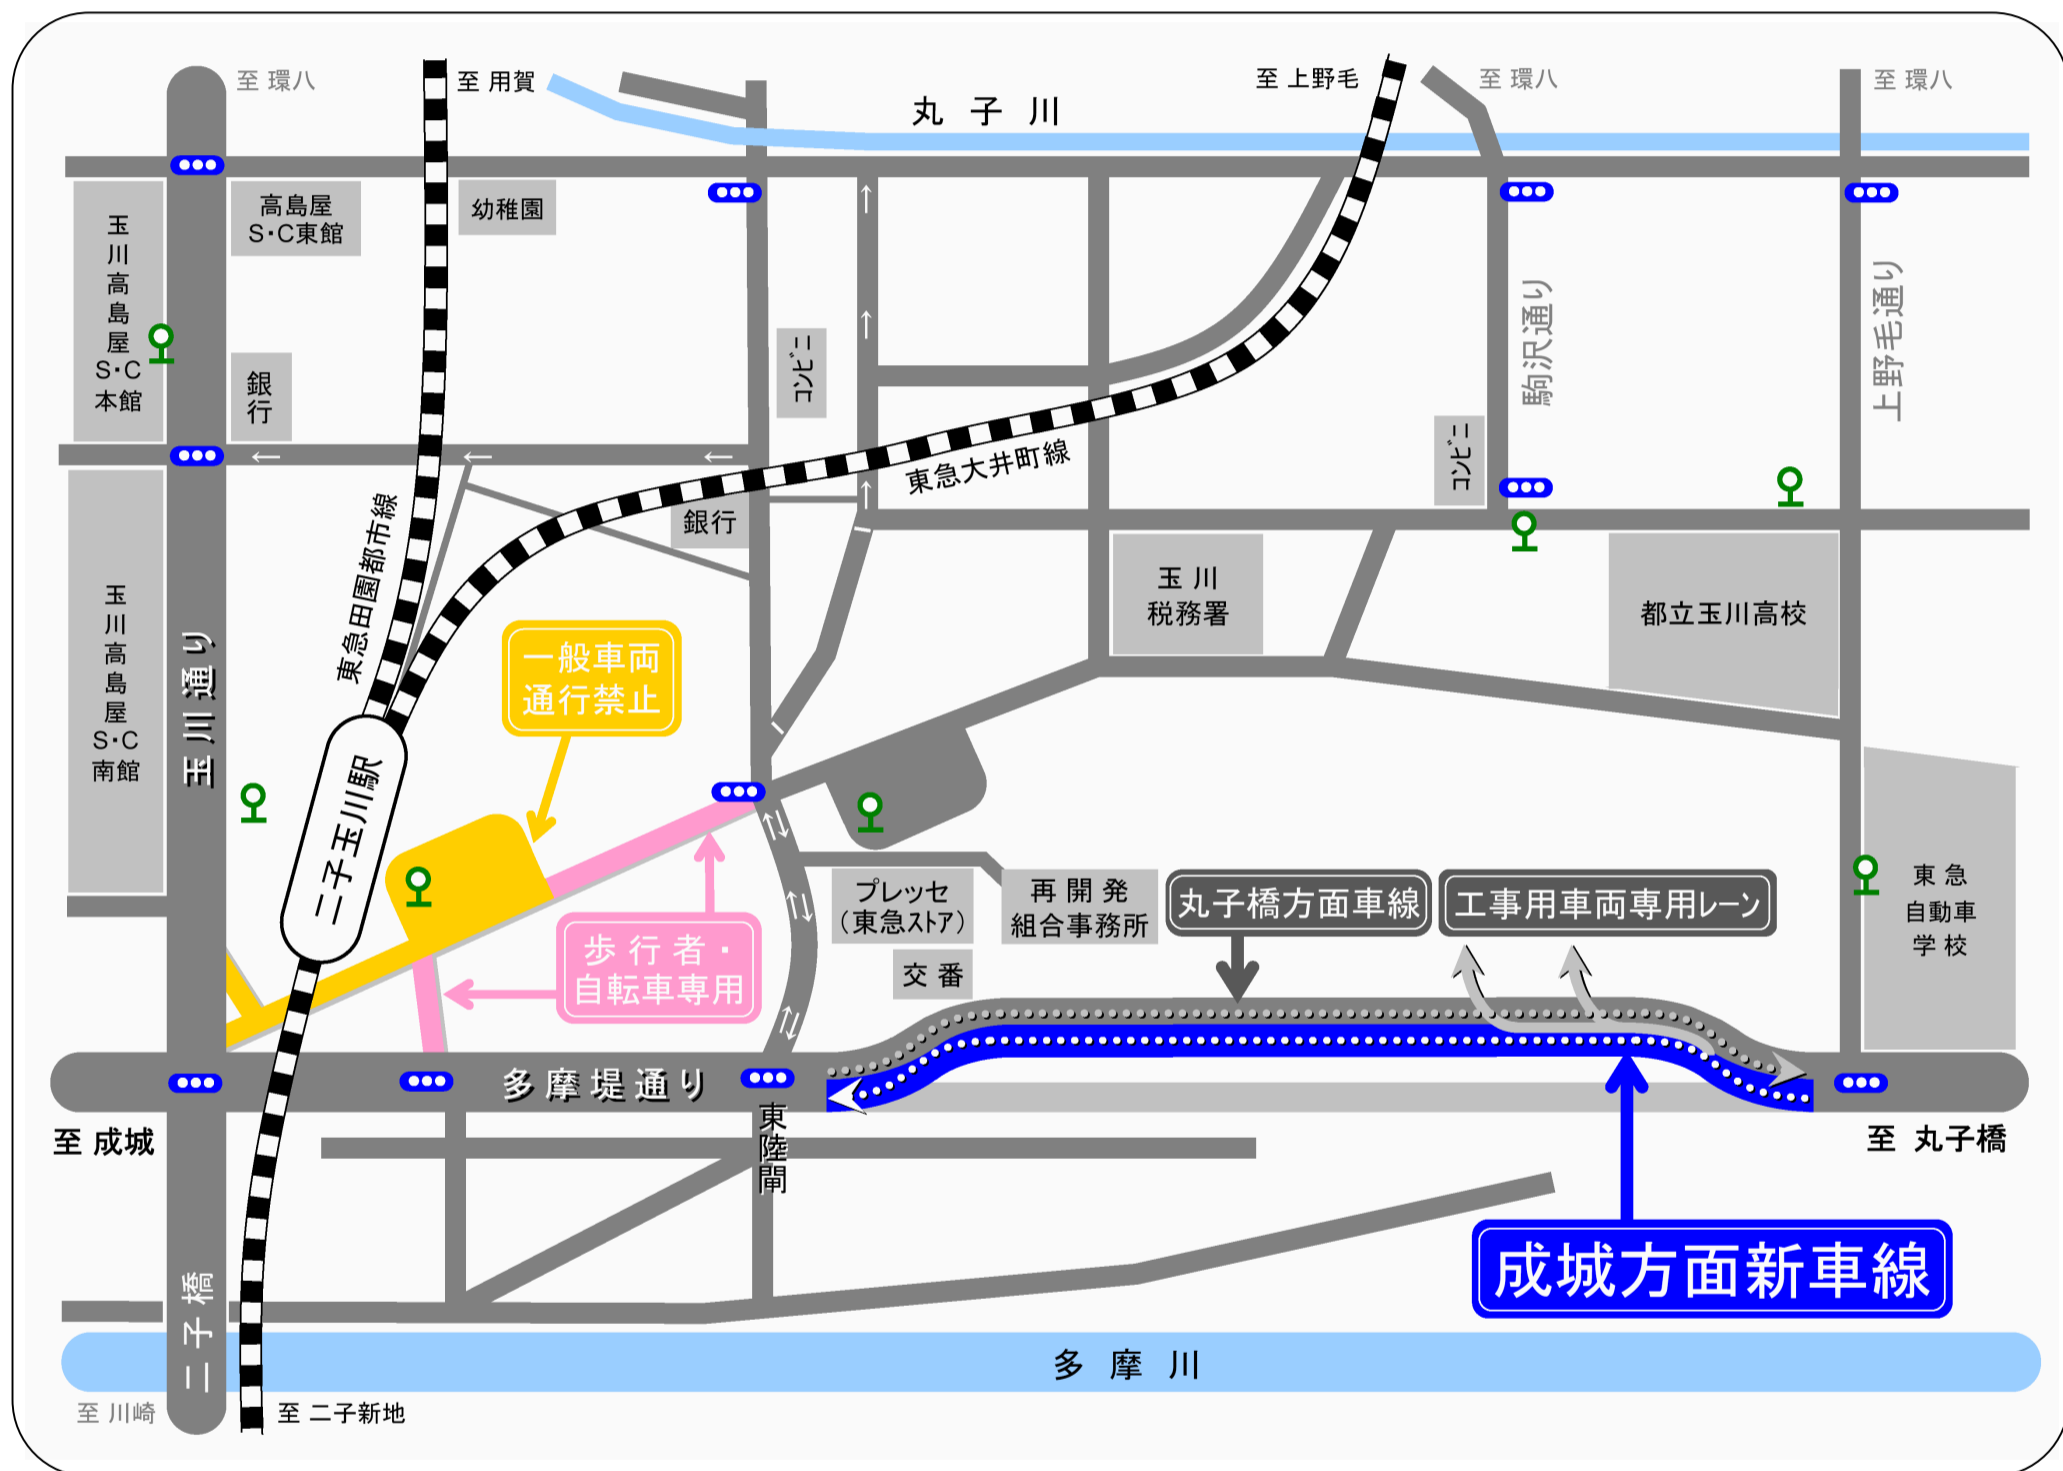 至 環八
至 用賀
丸 子 川
至 上野毛
至 環八
至 環八
玉川高島屋S・C本館
高島屋
S・C東館
幼稚園
銀行
コンビニ
駒沢通り
上野毛通り
コンビニ
東急大井町線
銀行
東急田園都市線
玉川高島屋S・C南館
玉川通り
一般車両
通行禁止
玉 川
税務署
都立玉川高校
二子玉川駅
歩 行 者 ・
自転車専用
プレッセ
(東急ストア)
再 開 発
組合事務所
交 番
丸子橋方面車線
工事用車両専用レーン
東 急
自動車
学 校
多摩堤通り
東陸閘
至 成城
至 丸子橋
成城方面新車線
二子橋
多 摩 川
至 川崎
至 二子新地